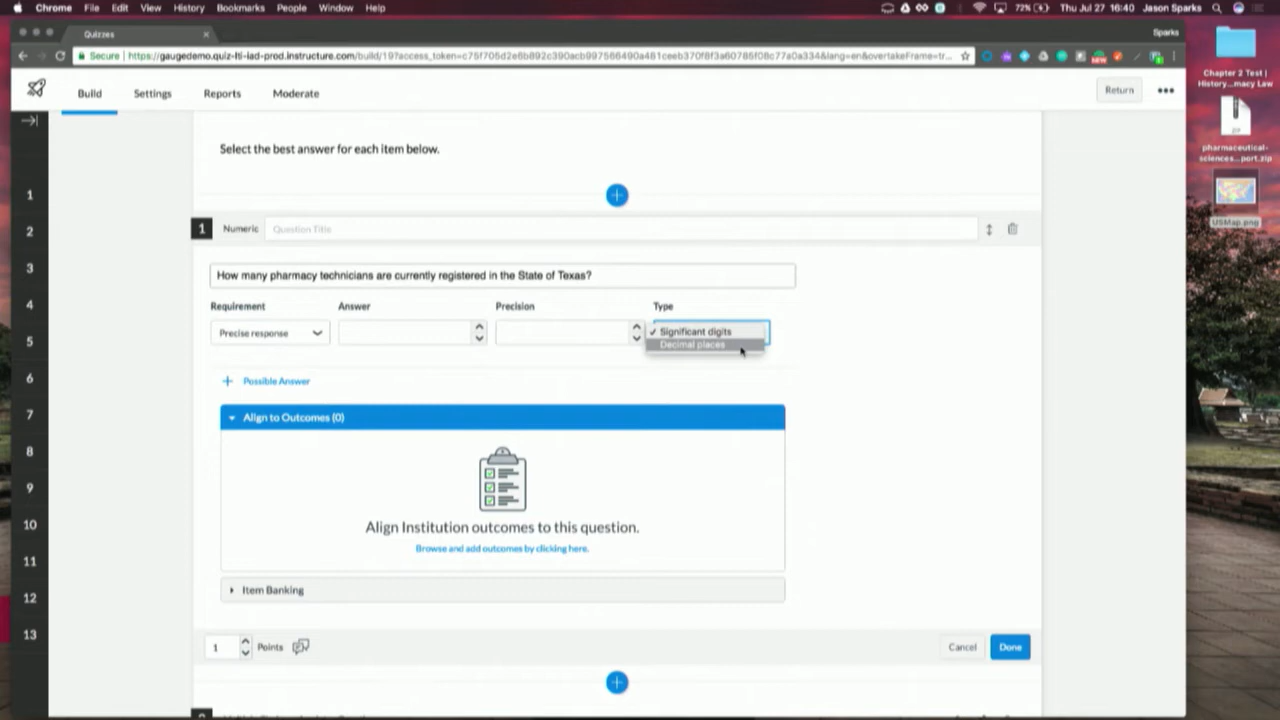 Chrome File Edit View History Bookmarks People Window Help
72% Thu Jul 27 16:40 Jason Sparks
Quizzes
Sparks
Secure
Build Settings Reports Moderate
Return
Chapter 2 Test |
History...macy Law
pharmaceutical-
sciences...port.zip
USMap.png
Select the best answer for each item below.
1 Numeric Question Title
How many pharmacy technicians are currently registered in the State of Texas?
Requirement Answer Precision Type
Precise response
✓ Significant digits
Decimal places
+ Possible Answer
Align to Outcomes (0)
Align Institution outcomes to this question.
Browse and add outcomes by clicking here.
Item Banking
1 Points
Cancel Done
1
2
3
4
5
6
7
8
9
10
11
12
13